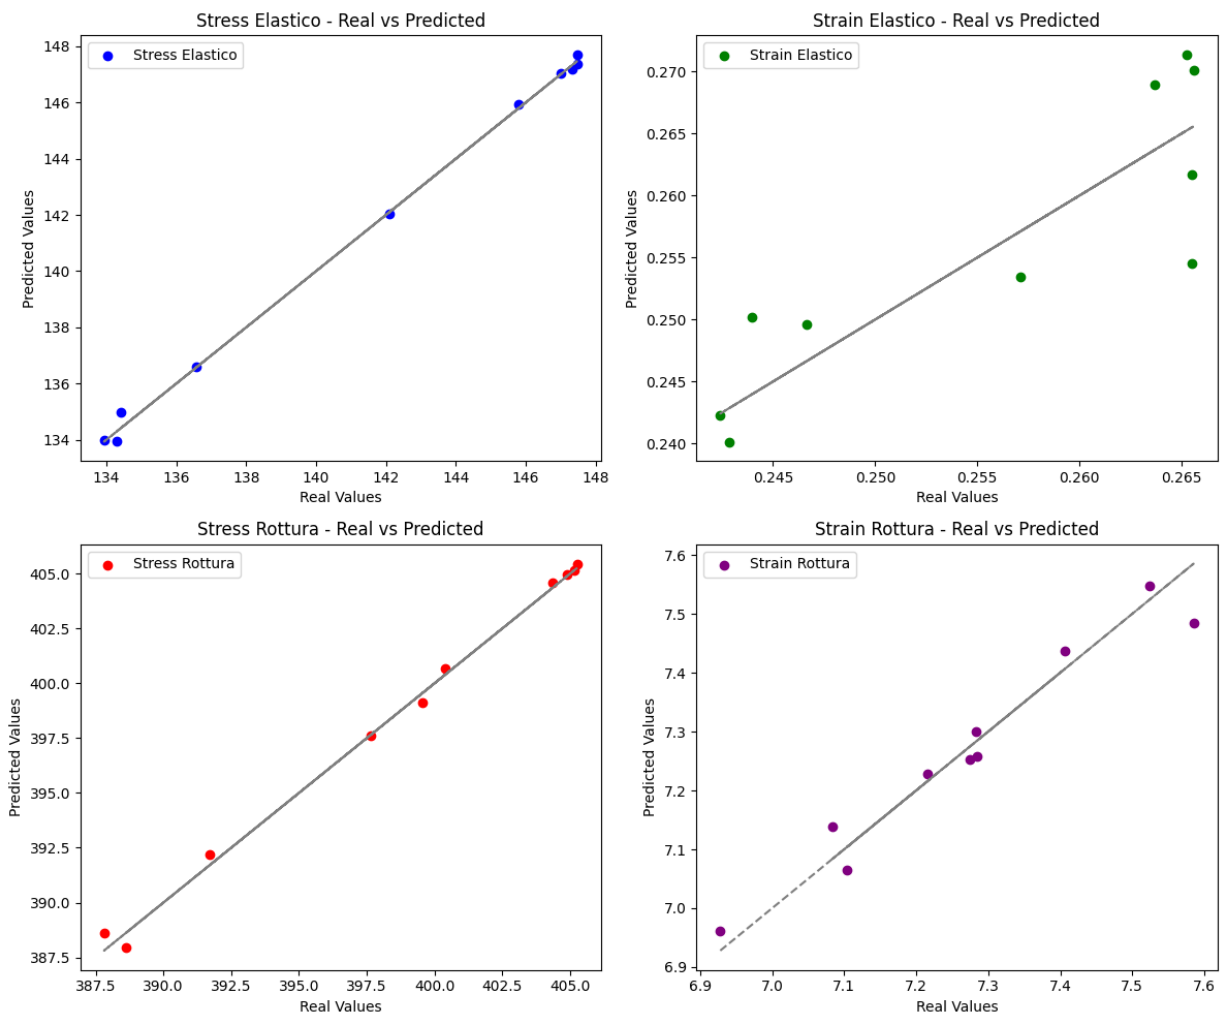 Stress Elastico - Real vs Predicted
Stress Elastico
148
146
144
142
140
138
136
134
Predicted Values
134 136 138 140 142 144 146 148
Real Values
Strain Elastico - Real vs Predicted
Strain Elastico
0.270
0.265
0.260
0.255
0.250
0.245
0.240
Predicted Values
0.245 0.250 0.255 0.260 0.265
Real Values
Stress Rottura - Real vs Predicted
Stress Rottura
405.0
402.5
400.0
397.5
395.0
392.5
390.0
387.5
Predicted Values
387.5 390.0 392.5 395.0 397.5 400.0 402.5 405.0
Real Values
Strain Rottura - Real vs Predicted
Strain Rottura
7.6
7.5
7.4
7.3
7.2
7.1
7.0
6.9
Predicted Values
6.9 7.0 7.1 7.2 7.3 7.4 7.5 7.6
Real Values